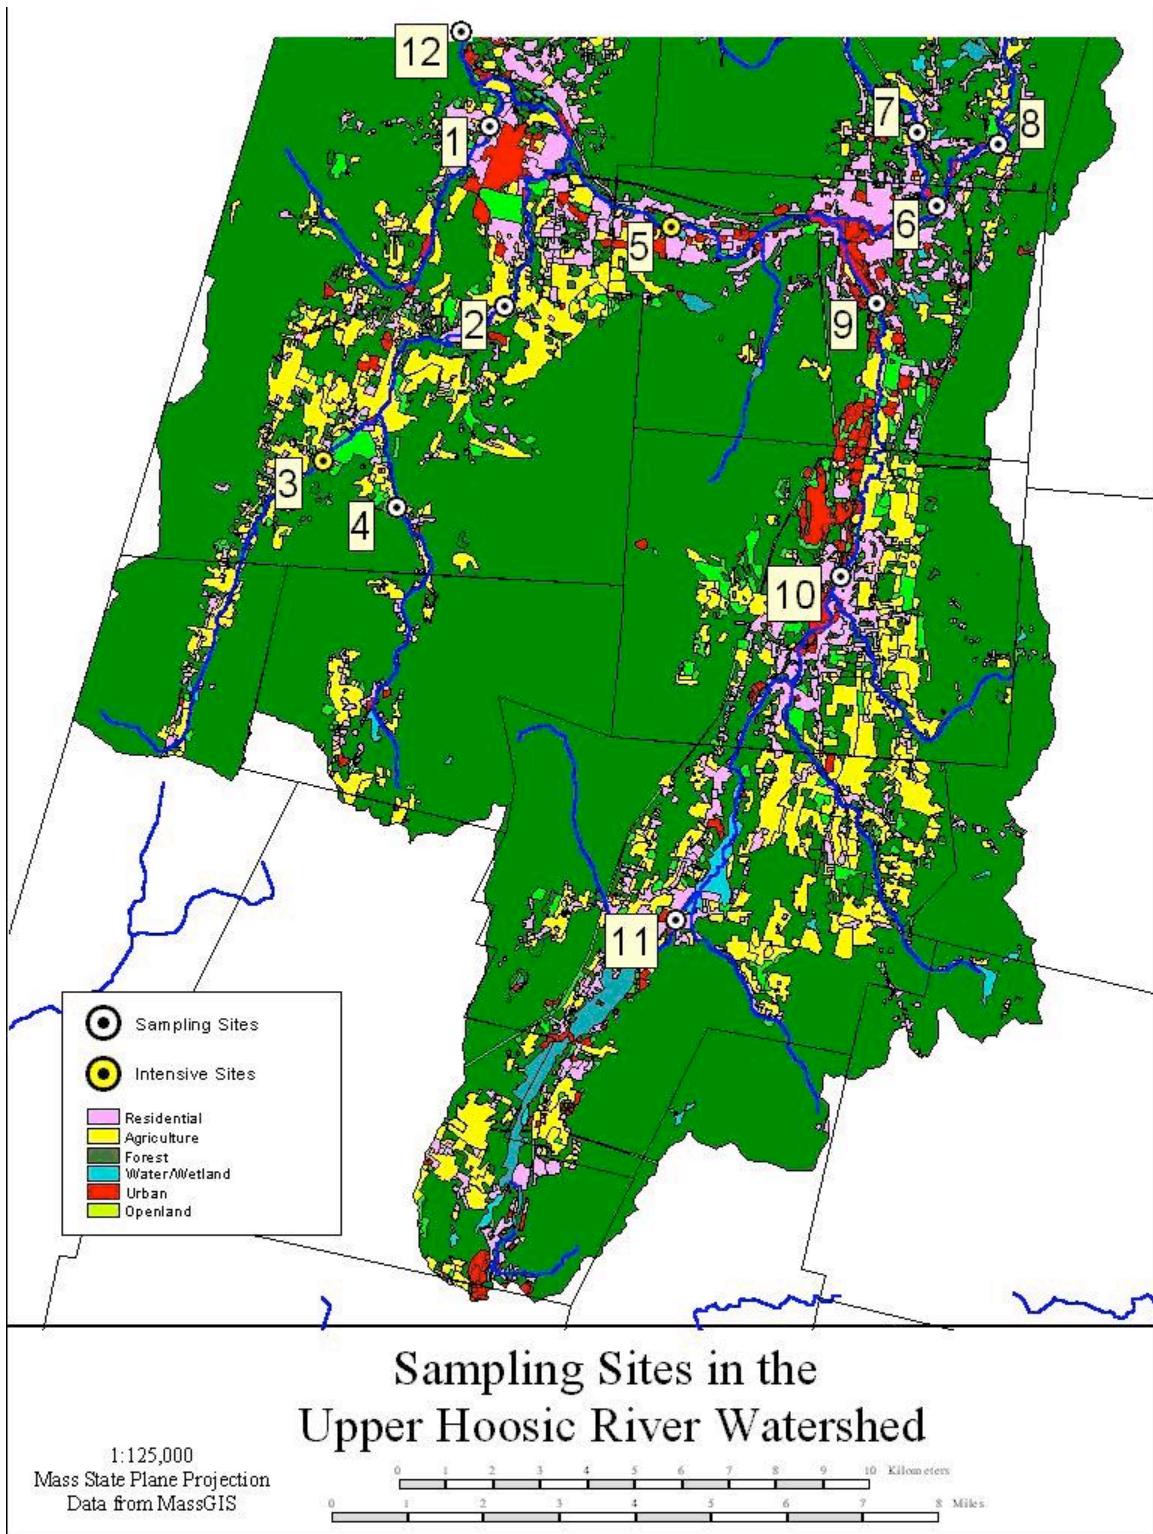 12
7
8
1
6
5
2
9
3
4
10
11
Sampling Sites
Intensive Sites
Residential
Agriculture
Forest
Water/Wetland
Urban
Openland
Sampling Sites in the
Upper Hoosic River Watershed
1:125,000
Mass State Plane Projection
Data from MassGIS
0 1 2 3 4 5 6 7 8 9 10 Kilometers
0 1 2 3 4 5 6 7 8 Miles